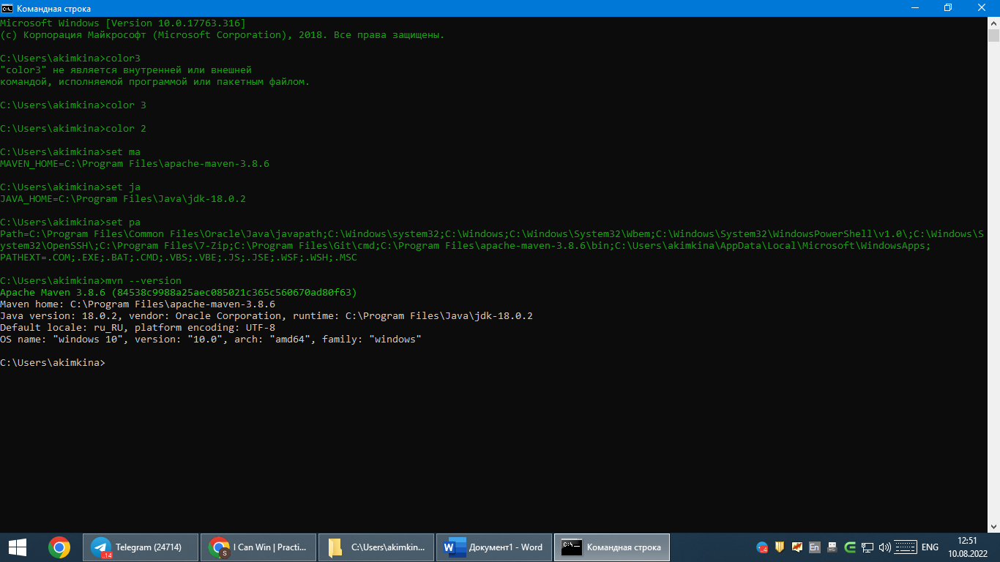 Командная строка
Microsoft Windows [Version 10.0.17763.316]
(c) Корпорация Майкрософт (Microsoft Corporation), 2018. Все права защищены.
C:\Users\akimkina>color3
"color3" не является внутренней или внешней
командой, исполняемой программой или пакетным файлом.
C:\Users\akimkina>color 3
C:\Users\akimkina>color 2
C:\Users\akimkina>set ma
MAVEN_HOME=C:\Program Files\apache-maven-3.8.6
C:\Users\akimkina>set ja
JAVA_HOME=C:\Program Files\Java\jdk-18.0.2
C:\Users\akimkina>set pa
Path=C:\Program Files\Common Files\Oracle\Java\javapath;C:\Windows\system32;C:\Windows;C:\Windows\System32\Wbem;C:\Windows\System32\WindowsPowerShell\v1.0\;C:\Windows\S
ystem32\OpenSSH\;C:\Program Files\7-Zip;C:\Program Files\Git\cmd;C:\Program Files\apache-maven-3.8.6\bin;C:\Users\akimkina\AppData\Local\Microsoft\WindowsApps;
PATHEXT=.COM;.EXE;.BAT;.CMD;.VBS;.VBE;.JS;.JSE;.WSF;.WSH;.MSC
C:\Users\akimkina>mvn --version
Apache Maven 3.8.6 (84538c9988a25aec085021c365c560670ad80f63)
Maven home: C:\Program Files\apache-maven-3.8.6
Java version: 18.0.2, vendor: Oracle Corporation, runtime: C:\Program Files\Java\jdk-18.0.2
Default locale: ru_RU, platform encoding: UTF-8
OS name: "windows 10", version: "10.0", arch: "amd64", family: "windows"
C:\Users\akimkina>
Telegram (24714)
..14
I Can Win | Practi...
S
C:\Users\akimkin...
Документ1 - Word
Командная строка
En
ENG
12:51
10.08.2022